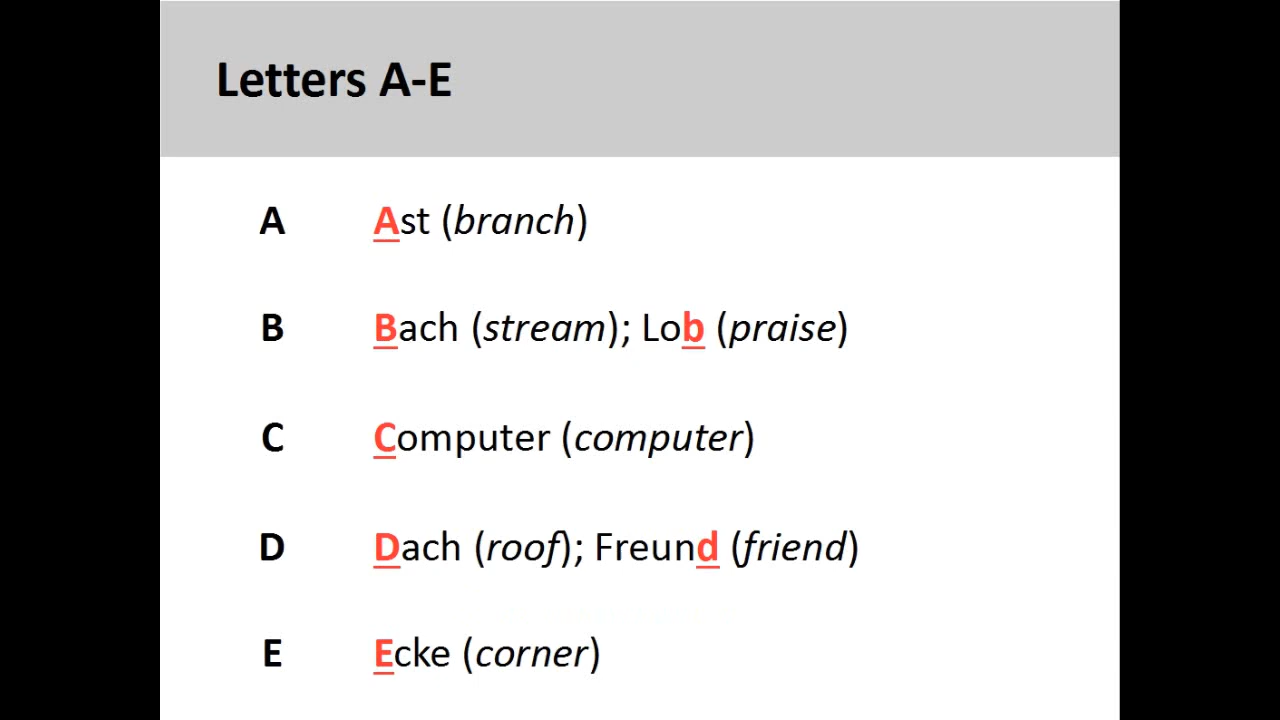 Letters A-E
A Ast (branch)
B Bach (stream); Lob (praise)
C Computer (computer)
D Dach (roof); Freund (friend)
E Ecke (corner)